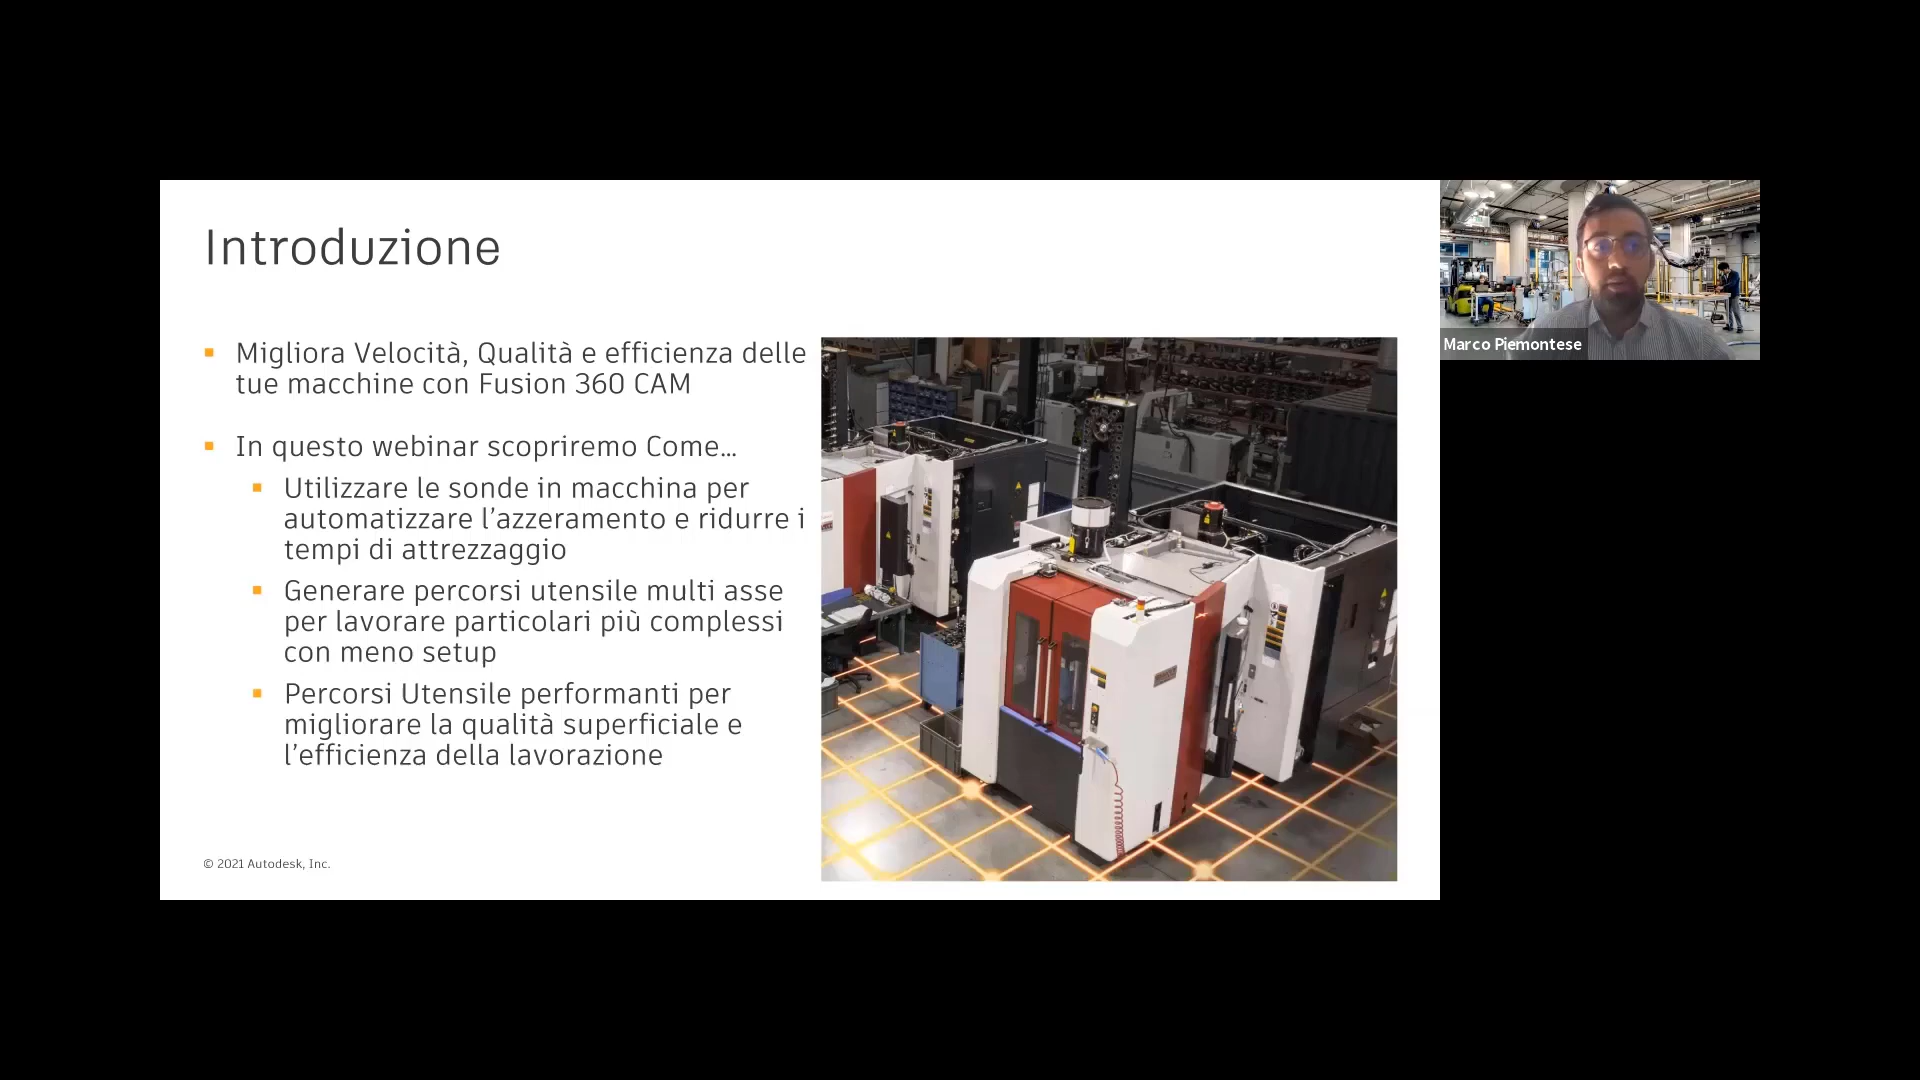 Introduzione
Migliora Velocità, Qualità e efficienza delle
tue macchine con Fusion 360 CAM
In questo webinar scopriremo Come...
Utilizzare le sonde in macchina per
automatizzare l’azzeramento e ridurre i
tempi di attrezzaggio
Generare percorsi utensile multi asse
per lavorare particolari più complessi
con meno setup
Percorsi Utensile performanti per
migliorare la qualità superficiale e
l’efficienza della lavorazione
© 2021 Autodesk, Inc.
Marco Piemontese